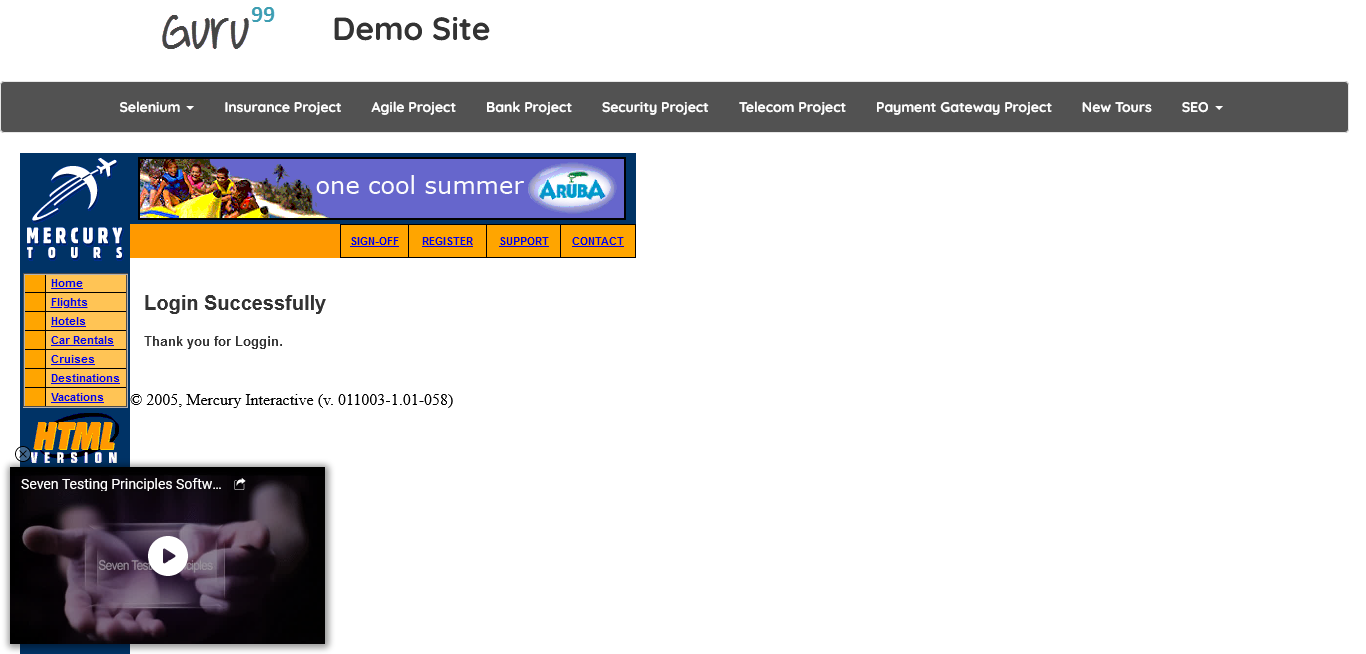 Guru99
Demo Site
Selenium Insurance Project Agile Project Bank Project Security Project Telecom Project Payment Gateway Project New Tours SEO
one cool summer ARUBA
MERCURY
TOURS
SIGN-OFF REGISTER SUPPORT CONTACT
Home
Flights
Hotels
Car Rentals
Cruises
Destinations
Vacations
Login Successfully
Thank you for Loggin.
© 2005, Mercury Interactive (v. 011003-1.01-058)
HTML
VERSION
Seven Testing Principles Softw...
Seven Test ciples